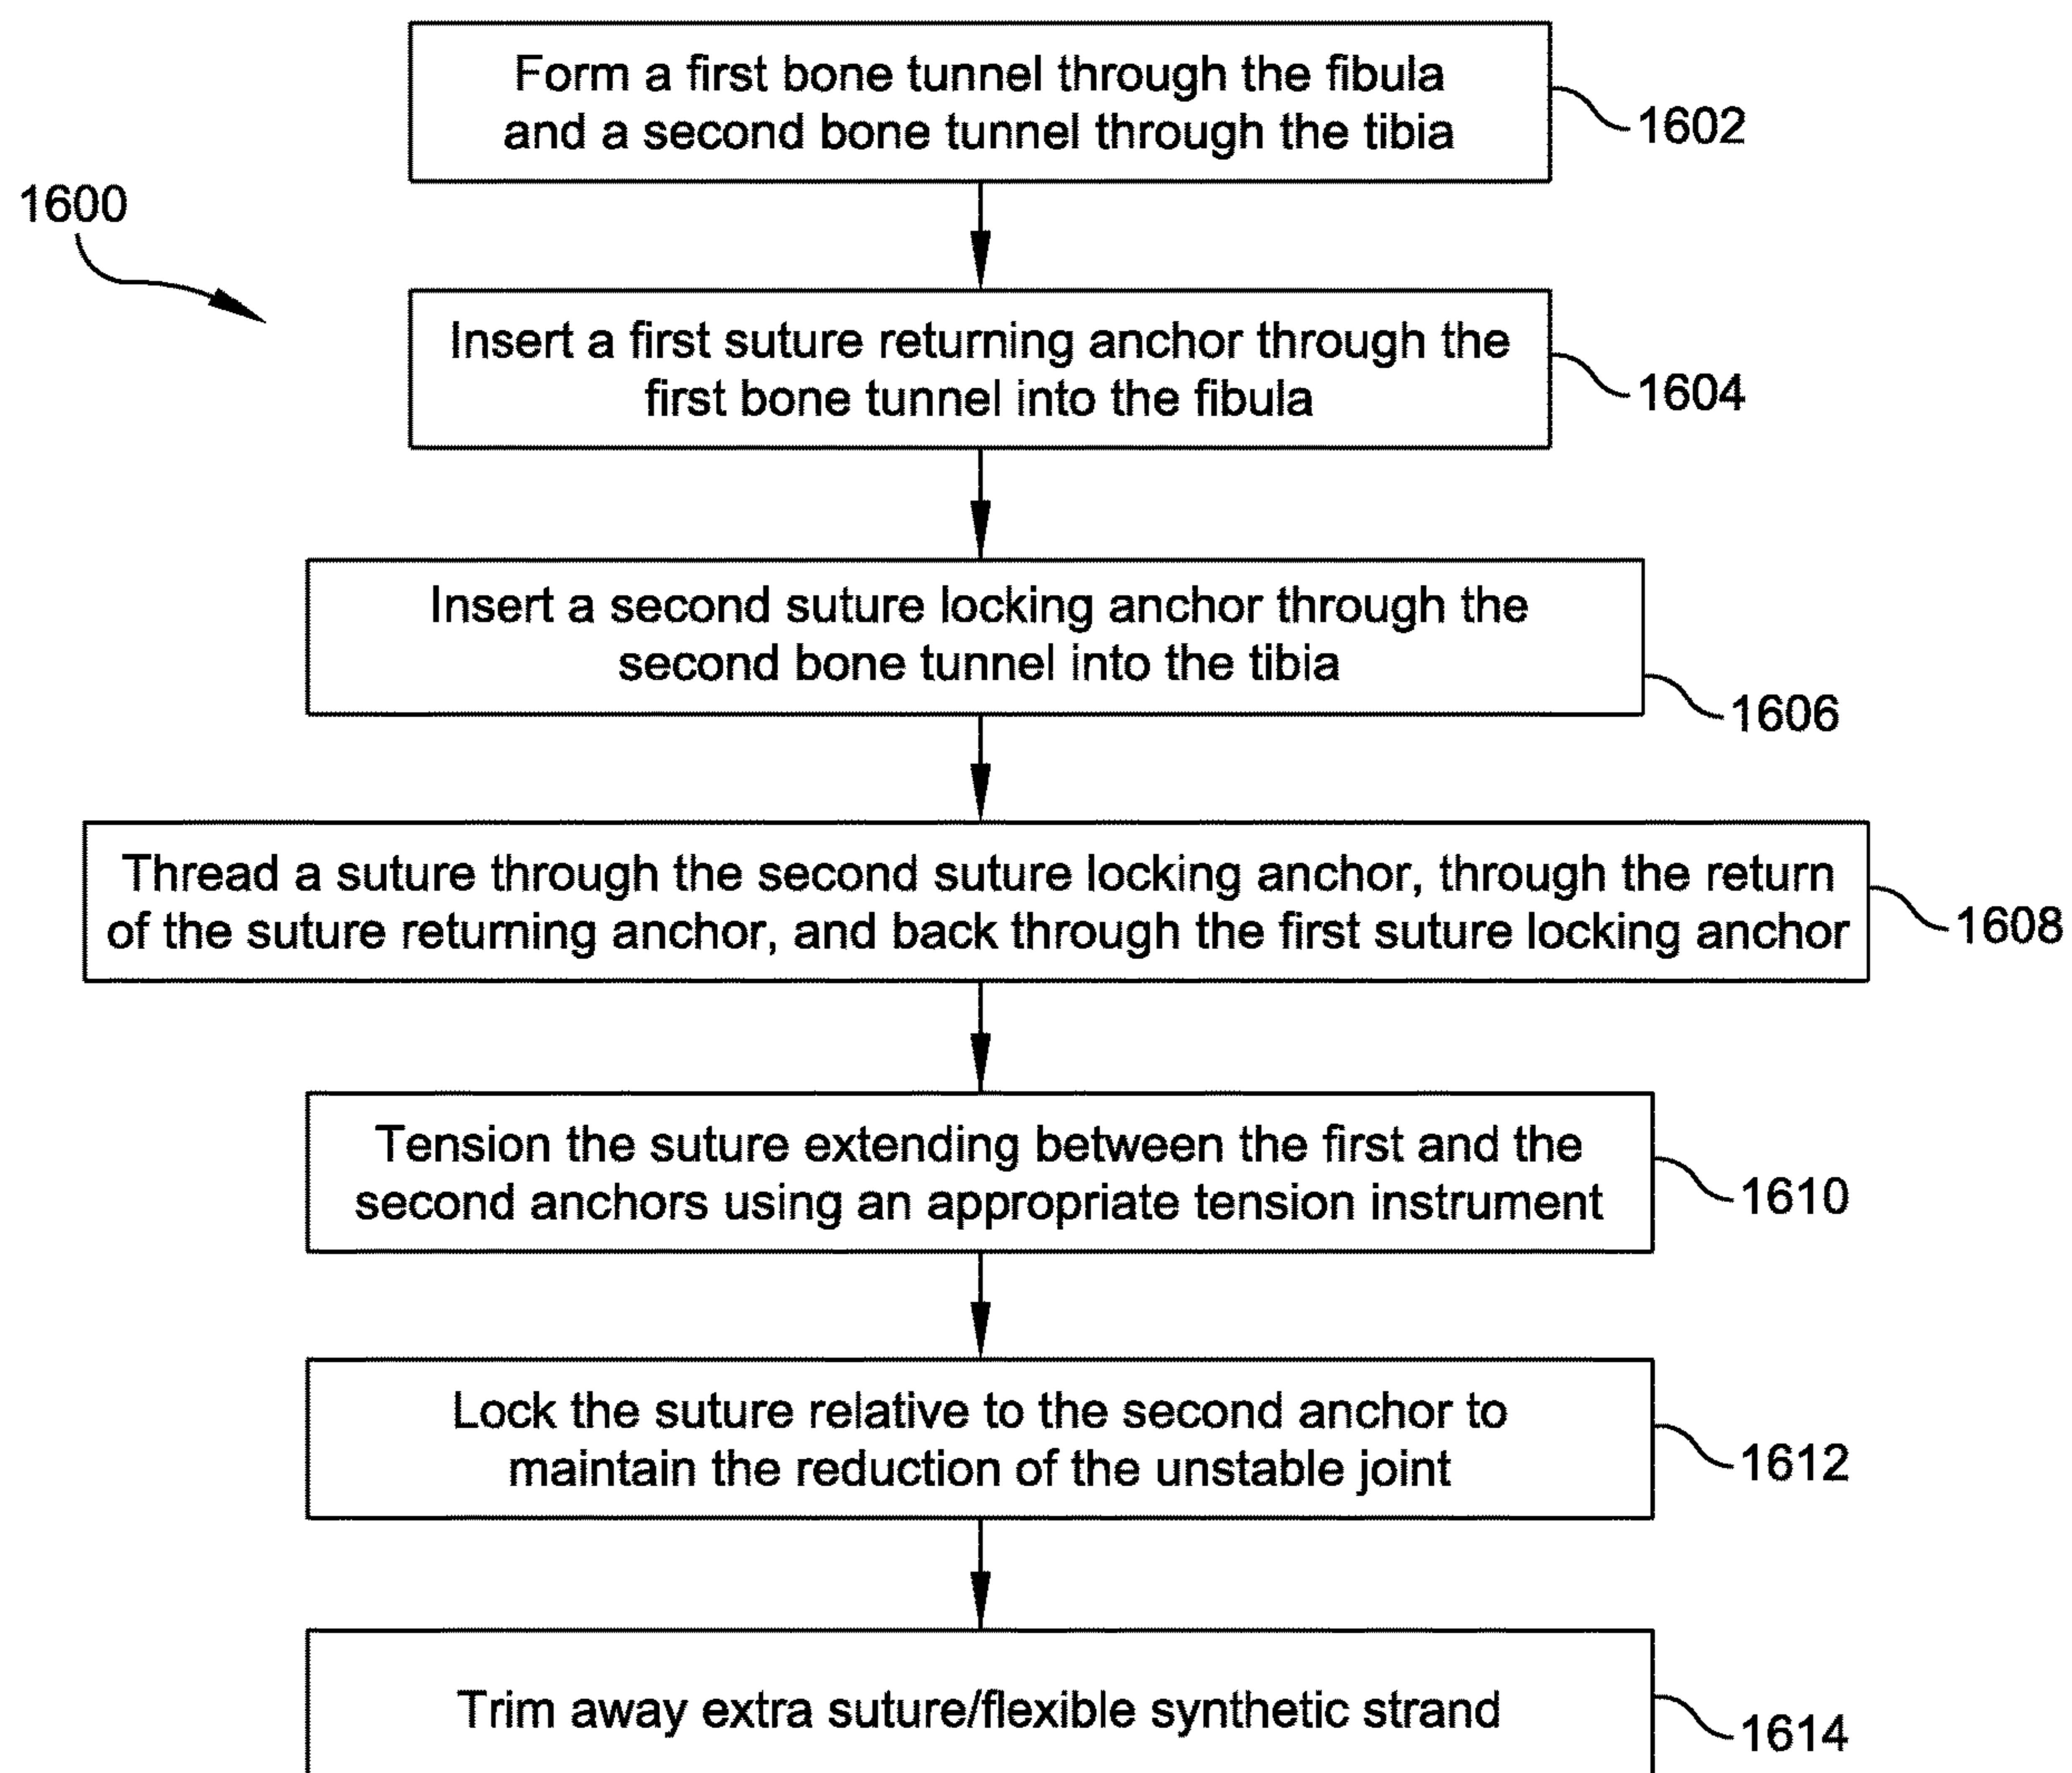 Form a first bone tunnel through the fibula
and a second bone tunnel through the tibia
1602
1600
Insert a first suture returning anchor through the
first bone tunnel into the fibula
1604
Insert a second suture locking anchor through the
second bone tunnel into the tibia
1606
Thread a suture through the second suture locking anchor, through the return
of the suture returning anchor, and back through the first suture locking anchor
1608
Tension the suture extending between the first and the
second anchors using an appropriate tension instrument
1610
Lock the suture relative to the second anchor to
maintain the reduction of the unstable joint
1612
Trim away extra suture/flexible synthetic strand
1614